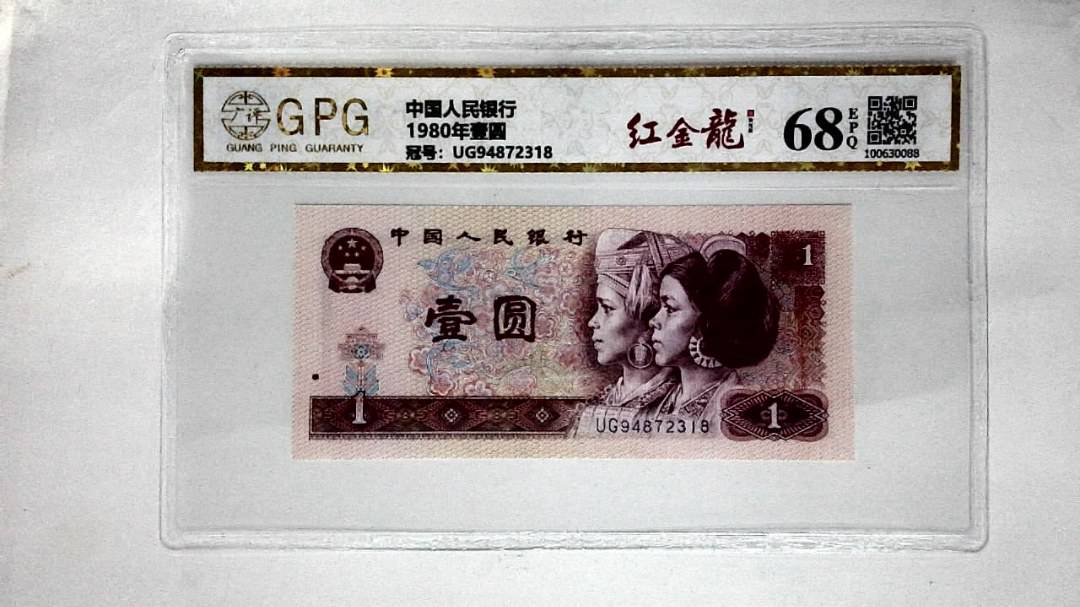 GPG
GUANG PING GUARANTY
中国人民银行
1980年壹圆
冠号: UG94872318
红金龍
68
EPQ
100630088
中国人民银行
1
壹圆
1
UG94872318
1